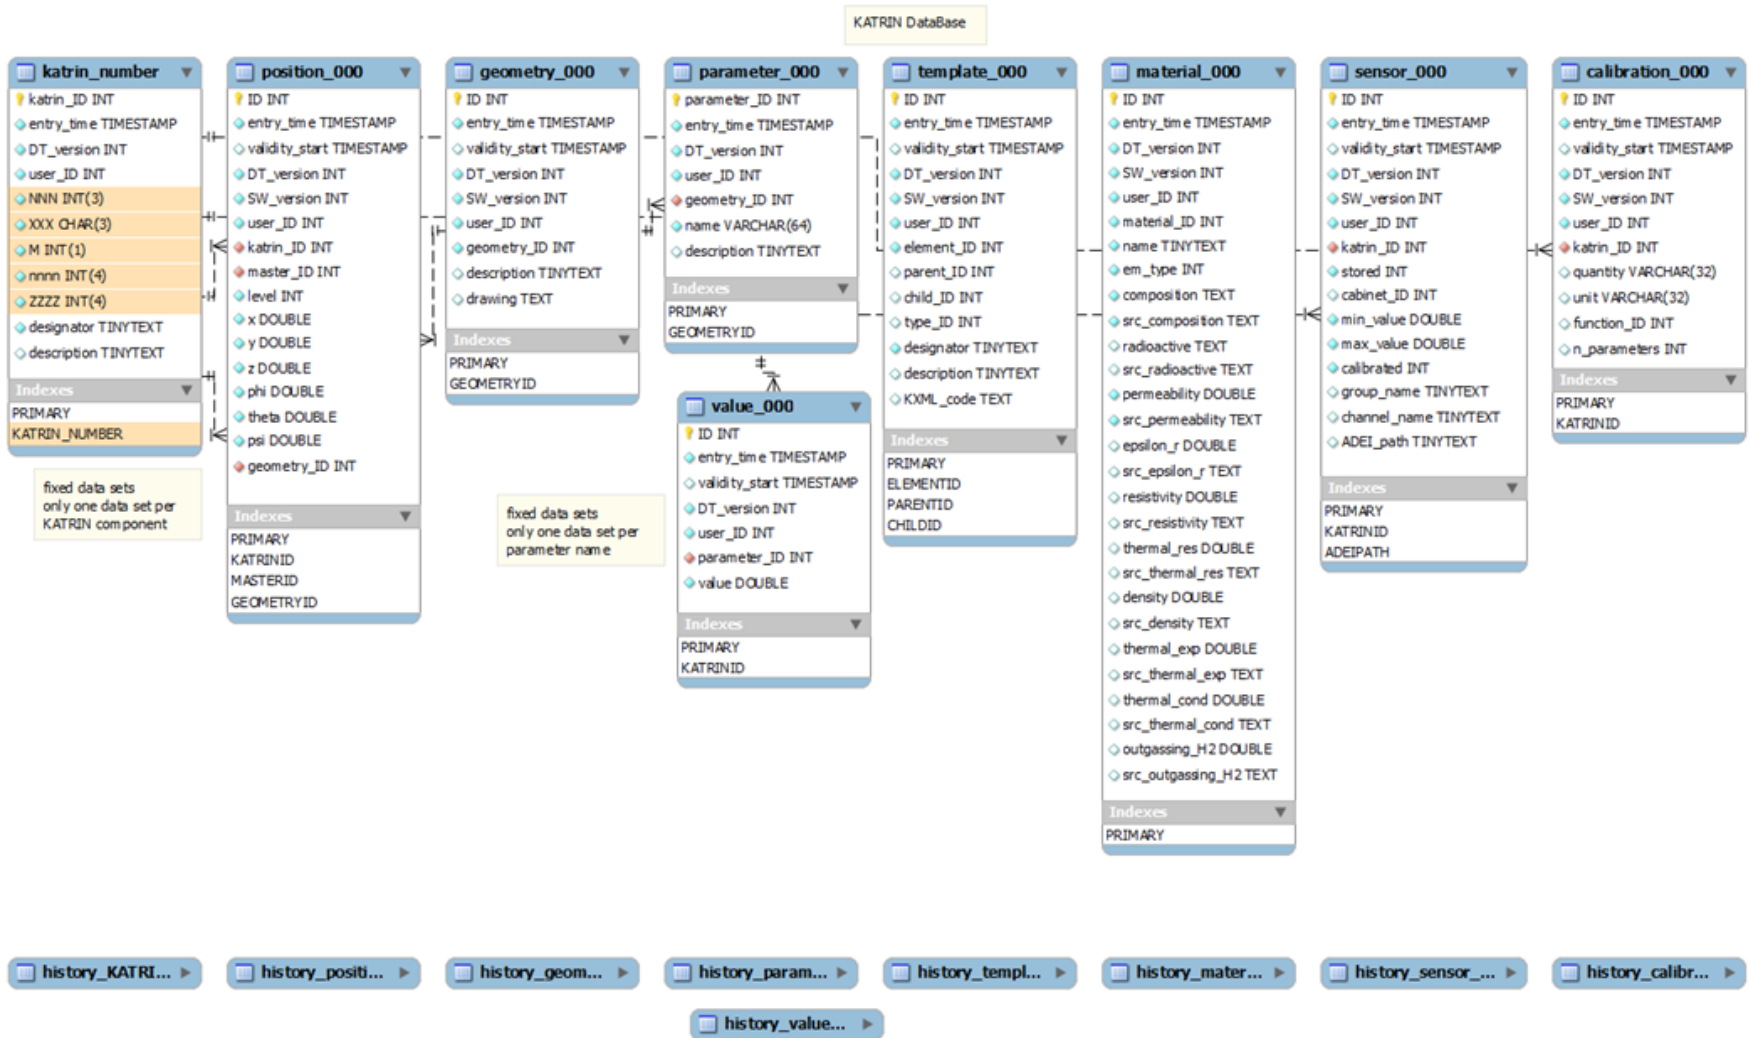 KATRIN DataBase
katrin_number
katrin_ID INT
entry_time TIMESTAMP
DT_version INT
user_ID INT
NNN INT(3)
XXX CHAR(3)
M INT(1)
nnnn INT(4)
ZZZZ INT(4)
designator TINYTEXT
description TINYTEXT
Indexes
PRIMARY
KATRIN_NUMBER
fixed data sets
only one data set per
KATRIN component
position_000
ID INT
entry_time TIMESTAMP
validity_start TIMESTAMP
DT_version INT
SW_version INT
user_ID INT
katrin_ID INT
master_ID INT
level INT
x DOUBLE
y DOUBLE
z DOUBLE
phi DOUBLE
theta DOUBLE
psi DOUBLE
geometry_ID INT
Indexes
PRIMARY
KATRINID
MASTERID
GEOMETRYID
geometry_000
ID INT
entry_time TIMESTAMP
validity_start TIMESTAMP
DT_version INT
SW_version INT
user_ID INT
geometry_ID INT
description TINYTEXT
drawing TEXT
Indexes
PRIMARY
GEOMETRYID
fixed data sets
only one data set per
parameter name
parameter_000
parameter_ID INT
entry_time TIMESTAMP
DT_version INT
user_ID INT
geometry_ID INT
name VARCHAR(64)
description TINYTEXT
Indexes
PRIMARY
GEOMETRYID
value_000
ID INT
entry_time TIMESTAMP
validity_start TIMESTAMP
DT_version INT
user_ID INT
parameter_ID INT
value DOUBLE
Indexes
PRIMARY
KATRINID
template_000
ID INT
entry_time TIMESTAMP
validity_start TIMESTAMP
DT_version INT
SW_version INT
user_ID INT
element_ID INT
parent_ID INT
child_ID INT
type_ID INT
designator TINYTEXT
description TINYTEXT
KXML_code TEXT
Indexes
PRIMARY
ELEMENTID
PARENTID
CHILDID
material_000
ID INT
entry_time TIMESTAMP
DT_version INT
SW_version INT
user_ID INT
material_ID INT
name TINYTEXT
em_type INT
composition TEXT
src_composition TEXT
radioactive TEXT
src_radioactive TEXT
permeability DOUBLE
src_permeability TEXT
epsilon_r DOUBLE
src_epsilon_r TEXT
resistivity DOUBLE
src_resistivity TEXT
thermal_res DOUBLE
src_thermal_res TEXT
density DOUBLE
src_density TEXT
thermal_exp DOUBLE
src_thermal_exp TEXT
thermal_cond DOUBLE
src_thermal_cond TEXT
outgassing_H2 DOUBLE
src_outgassing_H2 TEXT
Indexes
PRIMARY
sensor_000
ID INT
entry_time TIMESTAMP
validity_start TIMESTAMP
DT_version INT
SW_version INT
user_ID INT
katrin_ID INT
stored INT
cabinet_ID INT
min_value DOUBLE
max_value DOUBLE
calibrated INT
group_name TINYTEXT
channel_name TINYTEXT
ADEI_path TINYTEXT
Indexes
PRIMARY
KATRINID
ADEIPATH
calibration_000
ID INT
entry_time TIMESTAMP
validity_start TIMESTAMP
DT_version INT
SW_version INT
user_ID INT
katrin_ID INT
quantity VARCHAR(32)
unit VARCHAR(32)
function_ID INT
n_parameters INT
Indexes
PRIMARY
KATRINID
history_KATRI...
history_positi...
history_geom...
history_param...
history_templ...
history_mater...
history_sensor_...
history_calibr...
history_value...